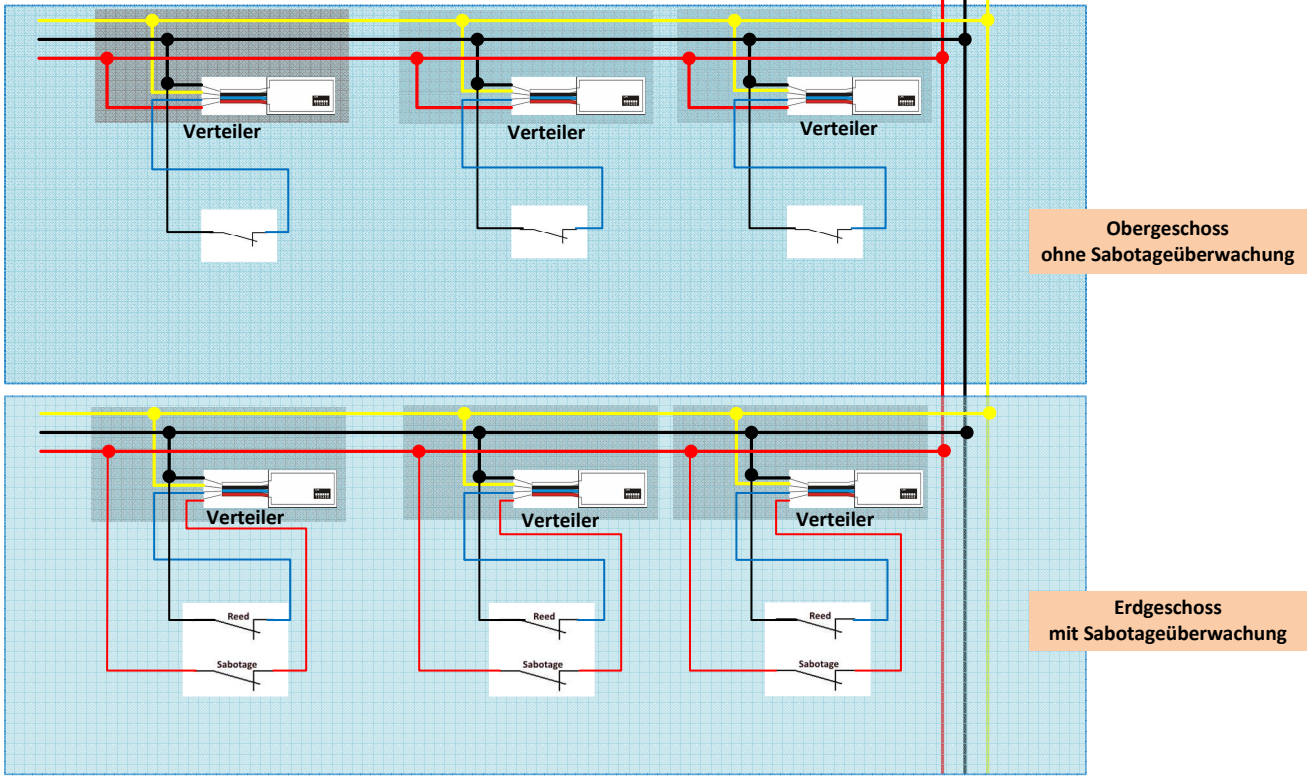 Verteiler
Verteiler
Verteiler
Obergeschoss
ohne Sabotageüberwachung
Verteiler
Verteiler
Verteiler
Reed
Reed
Reed
Sabotage
Sabotage
Sabotage
Erdgeschoss
mit Sabotageüberwachung